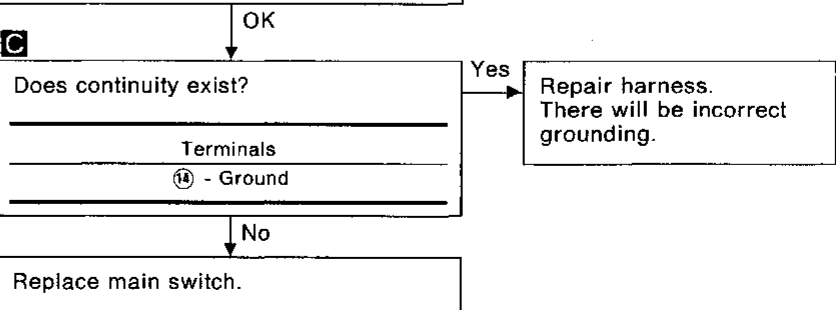 OK
C
Does continuity exist?
Yes
Repair harness.
There will be incorrect
grounding.
Terminals
⑭ - Ground
No
Replace main switch.